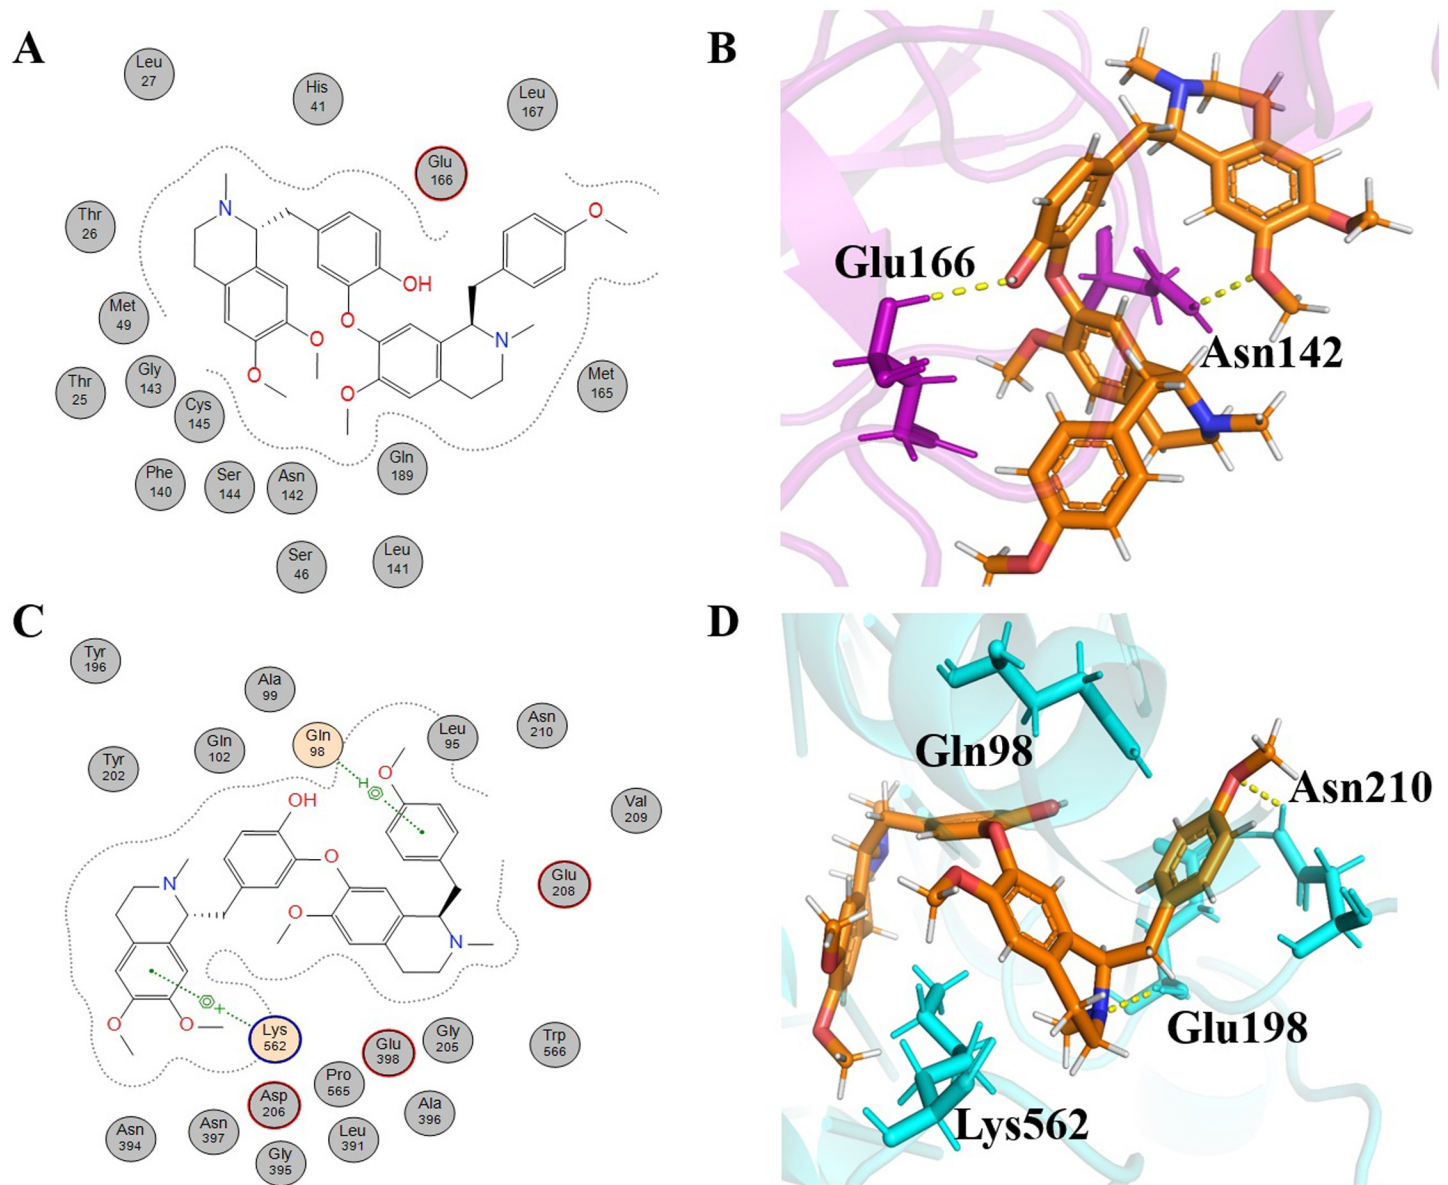 A
Leu
27
His
41
Leu
167
Glu
166
Thr
26
Met
49
Thr
25
Gly
143
Cys
145
Phe
140
Ser
144
Asn
142
Gln
189
Met
165
Ser
46
Leu
141
N
O
O
OH
O
O
O
N
B
Glu166
Asn142
C
Tyr
196
Ala
99
Gln
98
Gln
102
Tyr
202
Leu
95
Asn
210
Val
209
Glu
208
H
O
OH
O
N
O
N
O
O
+
Lys
562
Glu
398
Gly
205
Trp
566
Pro
565
Asp
206
Ala
396
Asn
394
Asn
397
Leu
391
Gly
395
D
Gln98
Asn210
Glu198
Lys562